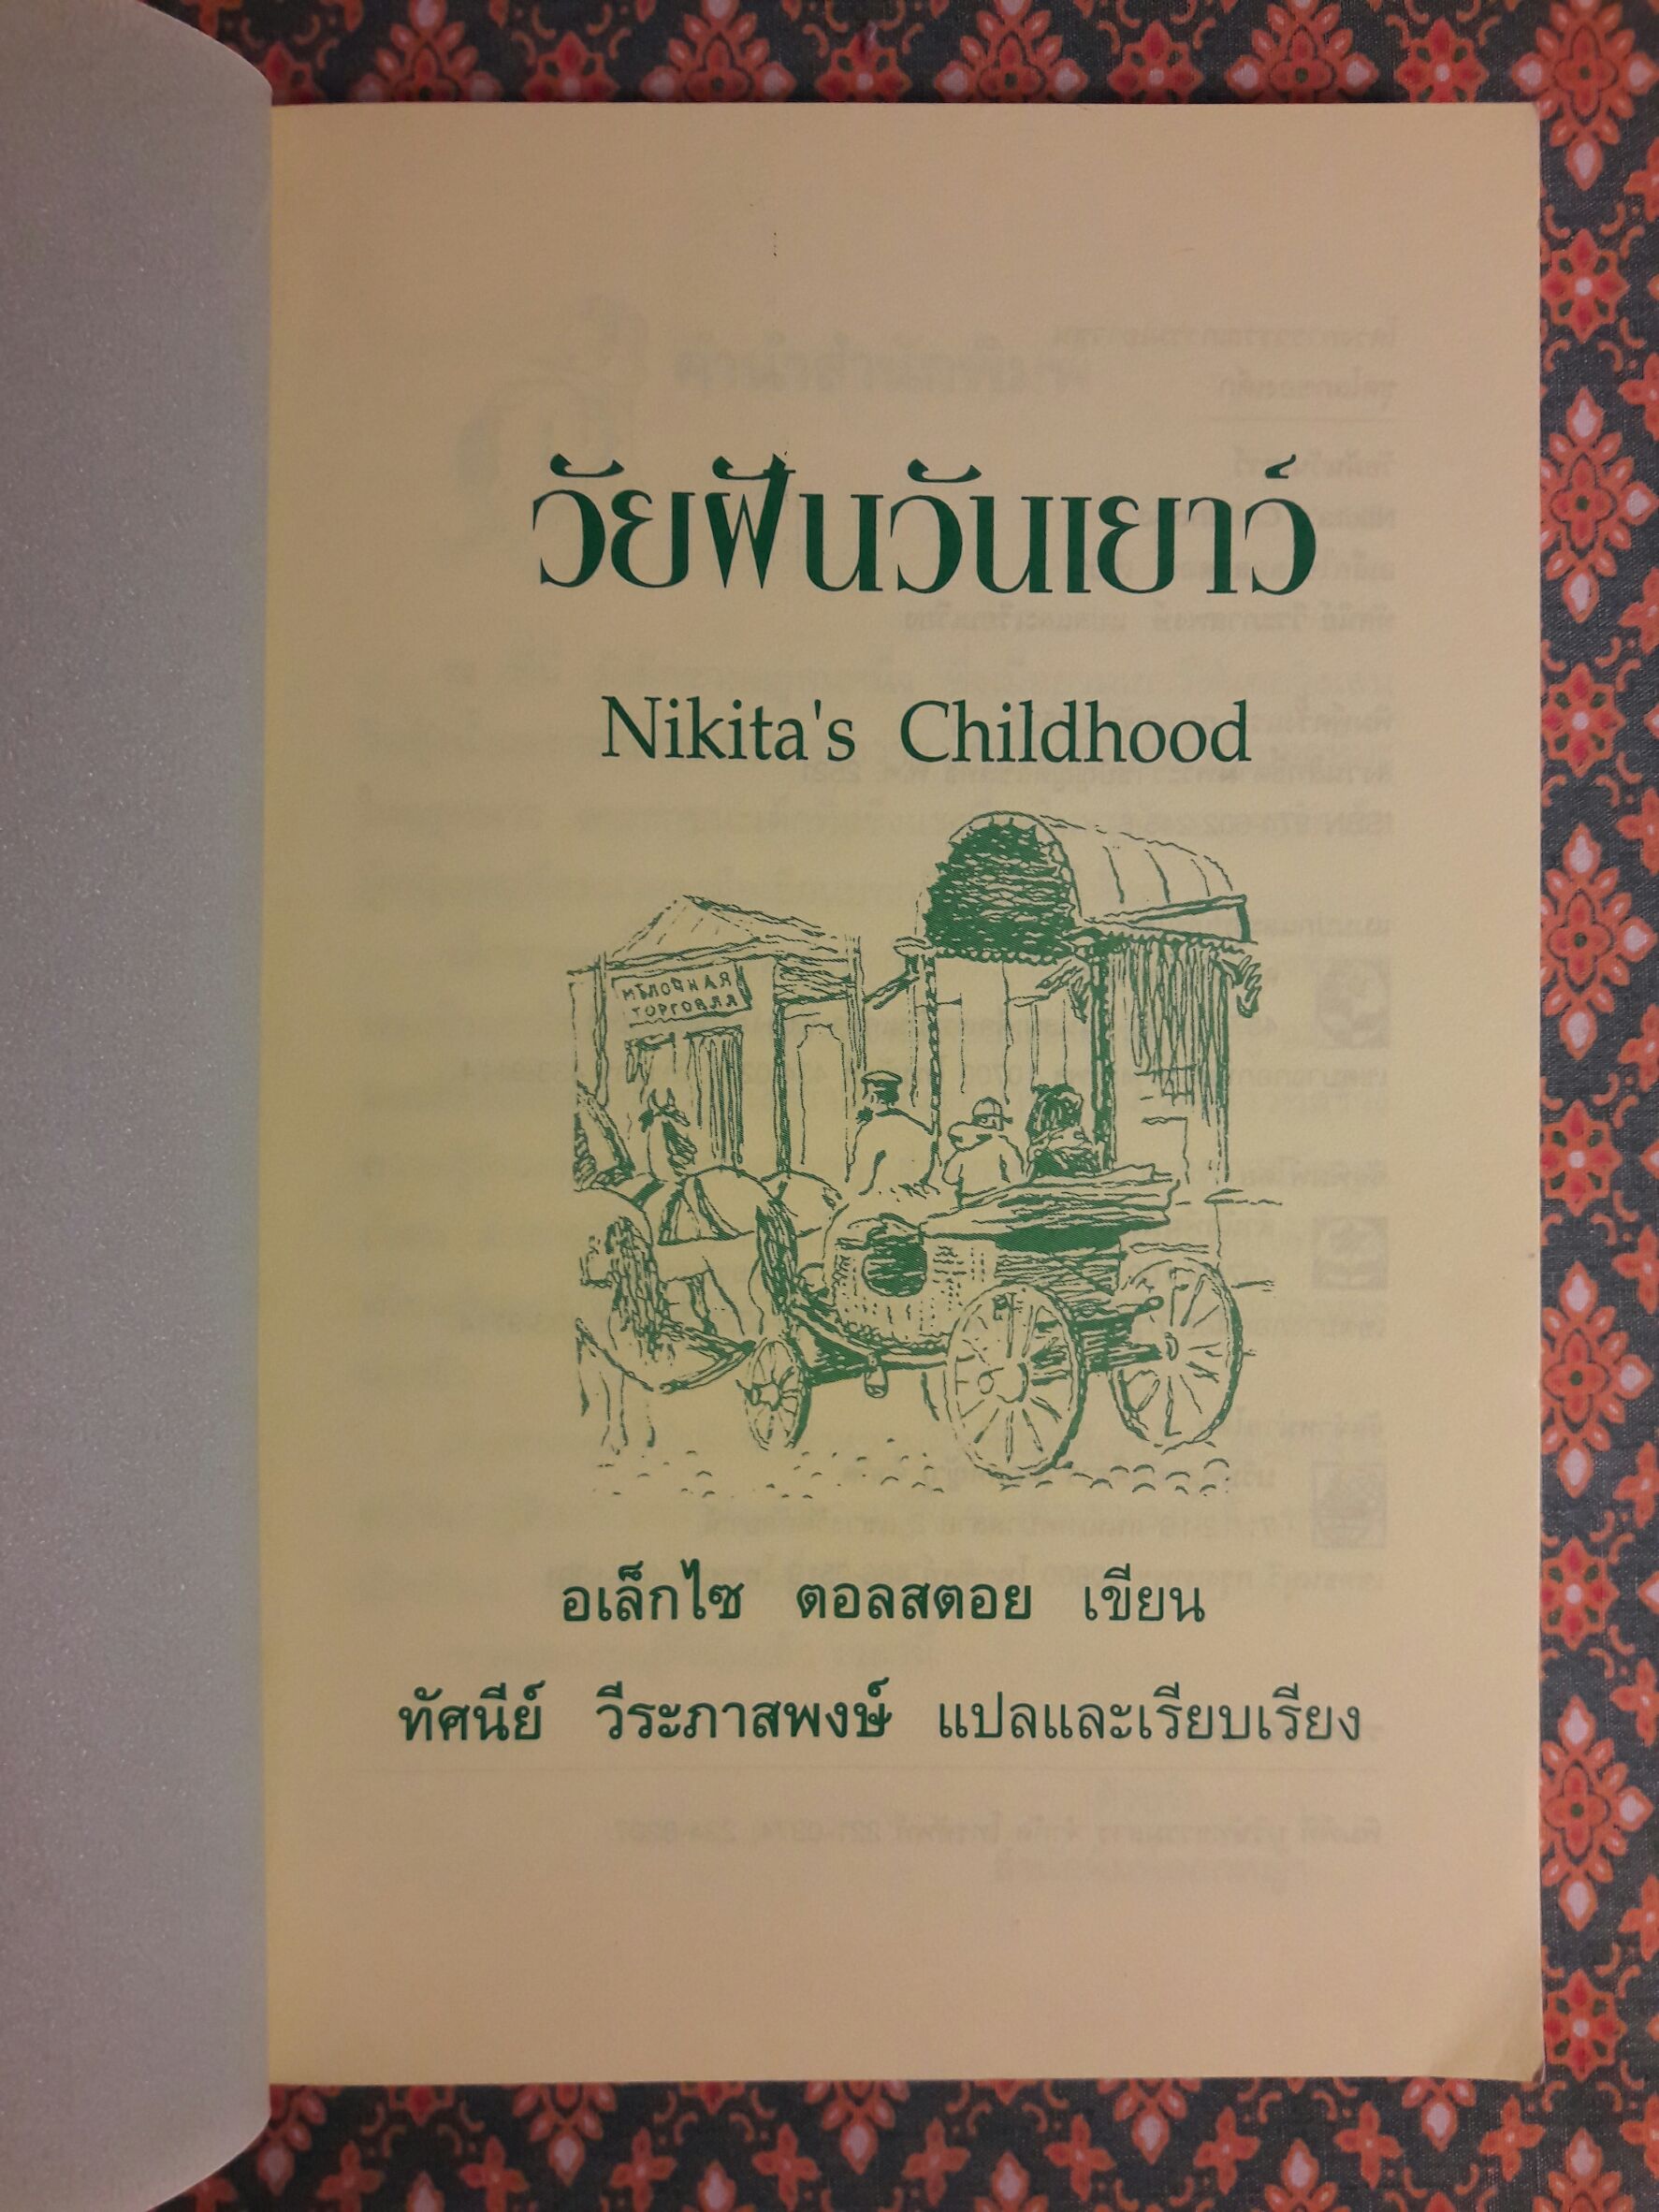 วัยฝันวันเยาว์
Nikita's Childhood
ТОРГОВЛЯ
อเล็กไซ ตอลสตอย เขียน
ทัศนีย์ วีระภาสพงษ์ แปลและเรียบเรียง